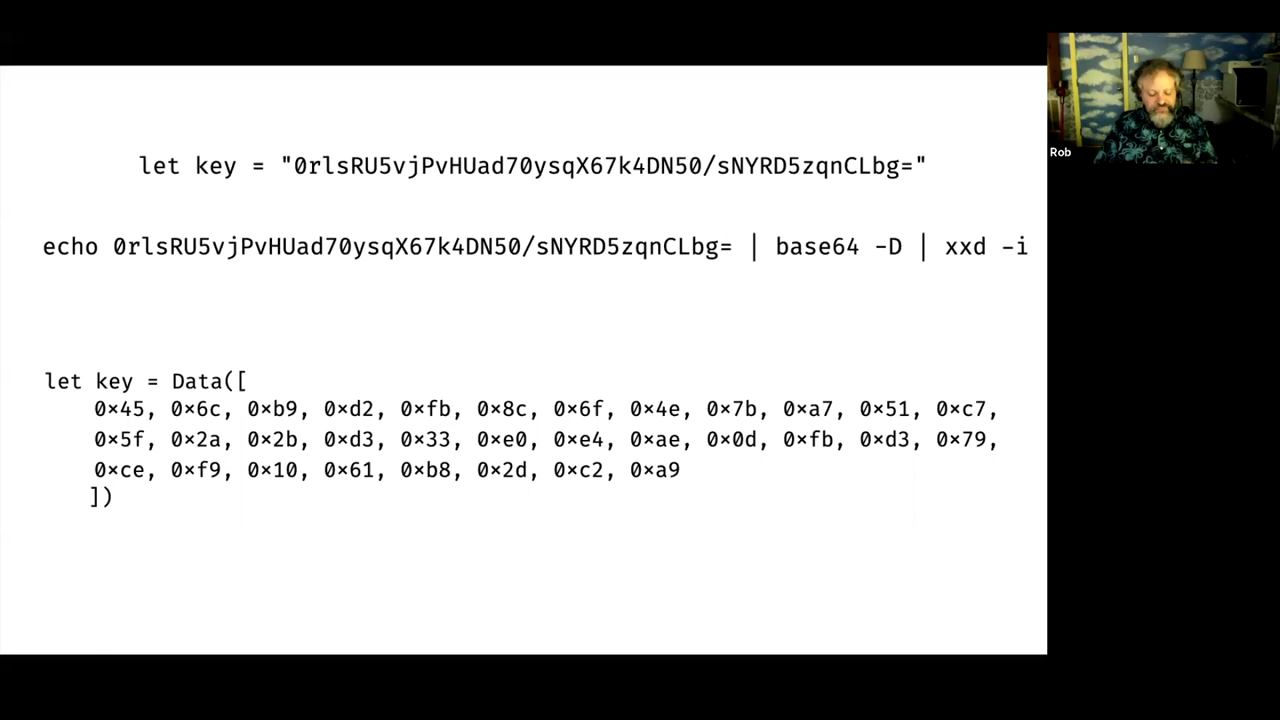 let key = "0rlsRU5vjPvHUad70ysqX67k4DN50/sNYRD5zqnCLbg="
echo 0rlsRU5vjPvHUad70ysqX67k4DN50/sNYRD5zqnCLbg= | base64 -D | xxd -i
let key = Data([
0×45, 0×6c, 0×b9, 0×d2, 0×fb, 0×8c, 0×6f, 0×4e, 0×7b, 0×a7, 0×51, 0×c7,
0×5f, 0×2a, 0×2b, 0×d3, 0×33, 0×e0, 0×e4, 0×ae, 0×0d, 0×fb, 0×d3, 0×79,
0×ce, 0×f9, 0×10, 0×61, 0×b8, 0×2d, 0×c2, 0×a9
])
Rob